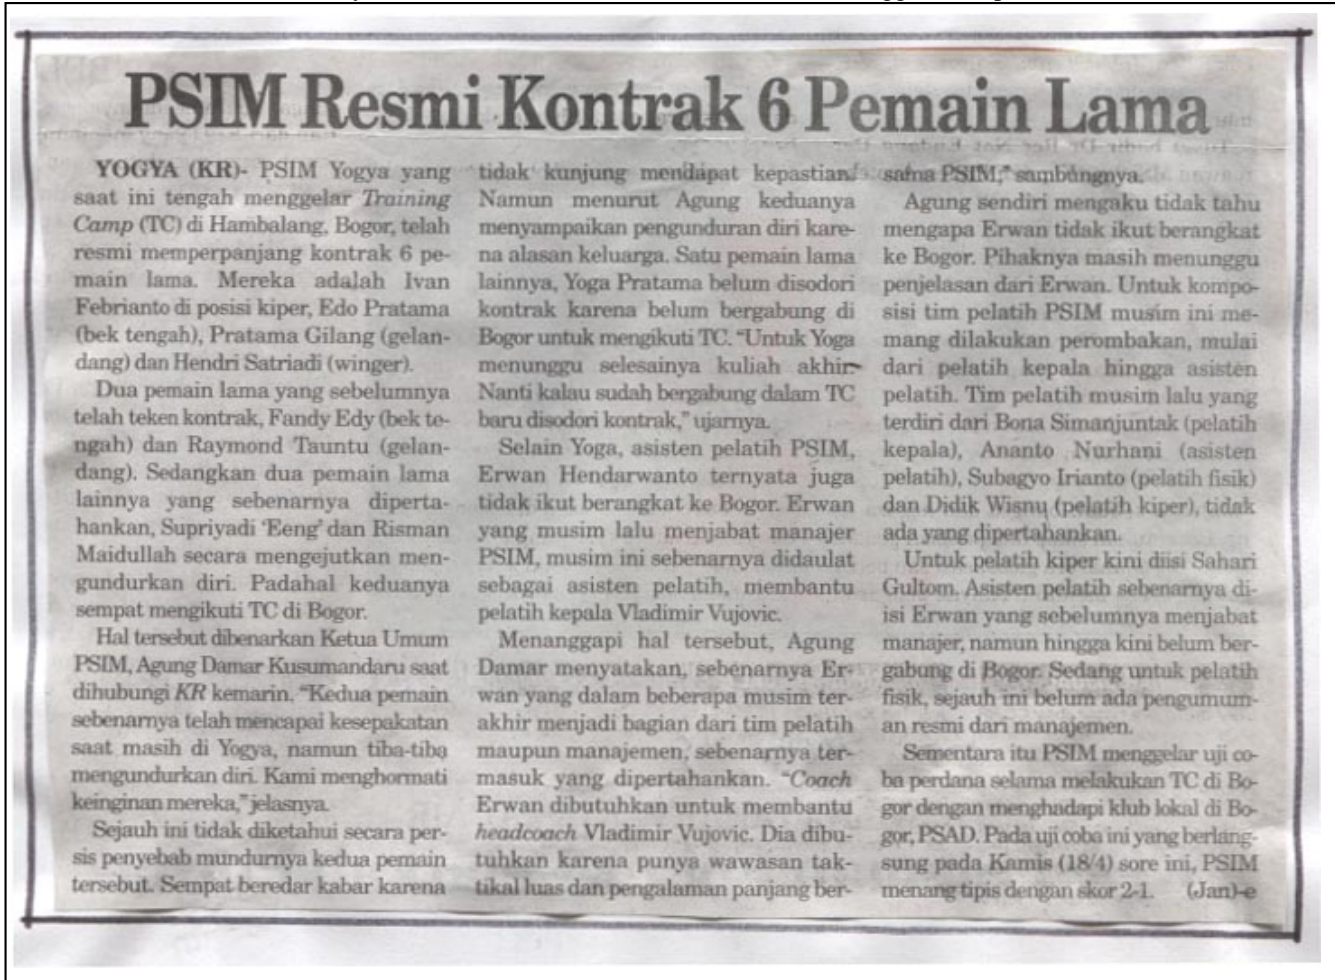 PSIM Resmi Kontrak 6 Pemain Lama
YOGYA (KR)- PSIM Yogya yang
saat ini tengah menggelar Training
Camp (TC) di Hambalang, Bogor, telah
resmi memperpanjang kontrak 6 pe-
main lama. Mereka adalah Ivan
Febrianto di posisi kiper, Edo Pratama
(bek tengah), Pratama Gilang (gelan-
dang) dan Hendri Satriadi (winger).
Dua pemain lama yang sebelumnya
telah teken kontrak, Fandy Edy (bek te-
ngah) dan Raymond Tauntu (gelan-
dang). Sedangkan dua pemain lama
lainnya yang sebenarnya diperta-
hankan, Supriyadi 'Eeng' dan Risman
Maidullah secara mengejutkan men-
gundurkan diri. Padahal keduanya
sempat mengikuti TC di Bogor.
Hal tersebut dibenarkan Ketua Umum
PSIM, Agung Damar Kusumandaru saat
dihubungi KR kemarin. "Kedua pemain
sebenarnya telah mencapai kesepakatan
saat masih di Yogya, namun tiba-tiba
mengundurkan diri. Kami menghormati
keinginan mereka," jelasnya.
Sejauh ini tidak diketahui secara per-
sis penyebab mundurnya kedua pemain
tersebut. Sempat beredar kabar karena
tidak kunjung mendapat kepastian.
Namun menurut Agung keduanya
menyampaikan pengunduran diri kare-
na alasan keluarga. Satu pemain lama
lainnya, Yoga Pratama belum disodori
kontrak karena belum bergabung di
Bogor untuk mengikuti TC. "Untuk Yoga
menunggu selesainya kuliah akhir.
Nanti kalau sudah bergabung dalam TC
baru disodori kontrak," ujarnya.
Selain Yoga, asisten pelatih PSIM,
Erwan Hendarwanto ternyata juga
tidak ikut berangkat ke Bogor. Erwan
yang musim lalu menjabat manajer
PSIM, musim ini sebenarnya didaulat
sebagai asisten pelatih, membantu
pelatih kepala Vladimir Vujovic.
Menanggapi hal tersebut, Agung
Damar menyatakan, sebenarnya Er-
wan yang dalam beberapa musim ter-
akhir menjadi bagian dari tim pelatih
maupun manajemen, sebenarnya ter-
masuk yang dipertahankan. "Coach
Erwan dibutuhkan untuk membantu
headcoach Vladimir Vujovic. Dia dibu-
tuhkan karena punya wawasan tak-
tikal luas dan pengalaman panjang ber-
sama PSIM," sambungnya.
Agung sendiri mengaku tidak tahu
mengapa Erwan tidak ikut berangkat
ke Bogor. Pihaknya masih menunggu
penjelasan dari Erwan. Untuk kompo-
sisi tim pelatih PSIM musim ini me-
mang dilakukan perombakan, mulai
dari pelatih kepala hingga asisten
pelatih. Tim pelatih musim lalu yang
terdiri dari Bona Simanjuntak (pelatih
kepala), Ananto Nurhani (asisten
pelatih), Subagyo Irianto (pelatih fisik)
dan Didik Wisnu (pelatih kiper), tidak
ada yang dipertahankan.
Untuk pelatih kiper kini diisi Sahari
Gultom. Asisten pelatih sebenarnya di-
isi Erwan yang sebelumnya menjabat
manajer, namun hingga kini belum ber-
gabung di Bogor. Sedang untuk pelatih
fisik, sejauh ini belum ada pengumum-
an resmi dari manajemen.
Sementara itu PSIM menggelar uji co-
ba perdana selama melakukan TC di Bo-
gor dengan menghadapi klub lokal di Bo-
gor, PSAD. Pada uji coba ini yang berlang-
sung pada Kamis (18/4) sore ini, PSIM
menang tipis dengan skor 2-1. (Jan)-e